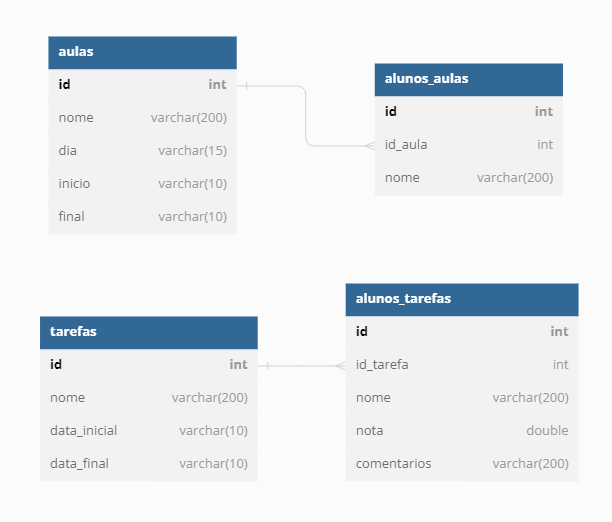 aulas
id int
nome varchar(200)
dia varchar(15)
inicio varchar(10)
final varchar(10)
alunos_aulas
id int
id_aula int
nome varchar(200)
tarefas
id int
nome varchar(200)
data_inicial varchar(10)
data_final varchar(10)
alunos_tarefas
id int
id_tarefa int
nome varchar(200)
nota double
comentarios varchar(200)